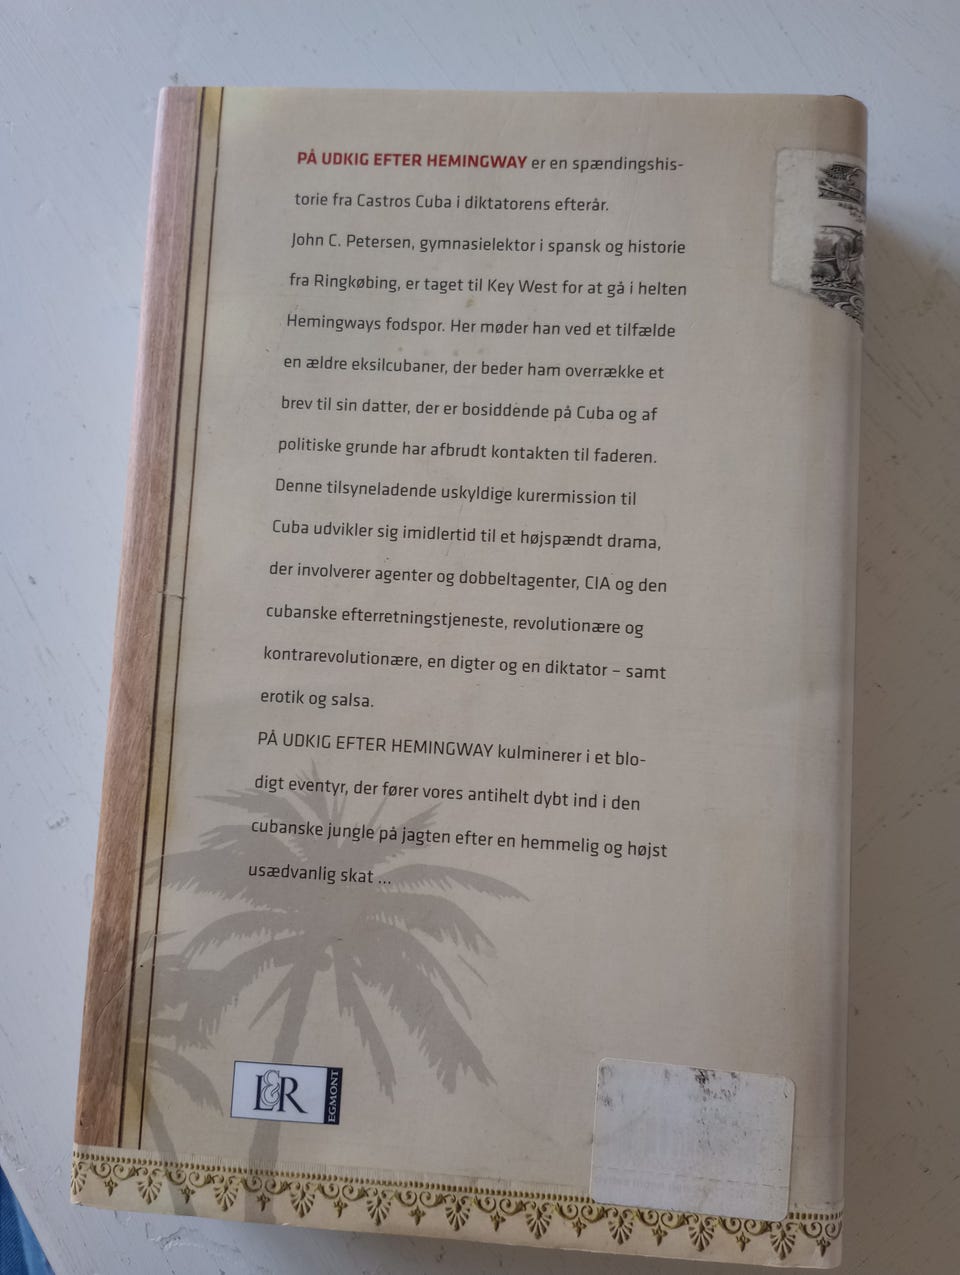 PÅ UDKIG EFTER HEMINGWAY er en spændingshis-
torie fra Castros Cuba i diktatorens efterår.
John C. Petersen, gymnasielektor i spansk og historie
fra Ringkøbing, er taget til Key West for at gå i helten
Hemingways fodspor. Her møder han ved et tilfælde
en ældre eksilcubaner, der beder ham overrække et
brev til sin datter, der er bosiddende på Cuba og af
politiske grunde har afbrudt kontakten til faderen.
Denne tilsyneladende uskyldige kurermission til
Cuba udvikler sig imidlertid til et højspændt drama,
der involverer agenter og dobbeltagenter, CIA og den
cubanske efterretningstjeneste, revolutionære og
kontrarevolutionære, en digter og en diktator – samt
erotik og salsa.
PÅ UDKIG EFTER HEMINGWAY kulminerer i et blo-
digt eventyr, der fører vores antihelt dybt ind i den
cubanske jungle på jagten efter en hemmelig og højst
usædvanlig skat ...
L&R
EGMONT